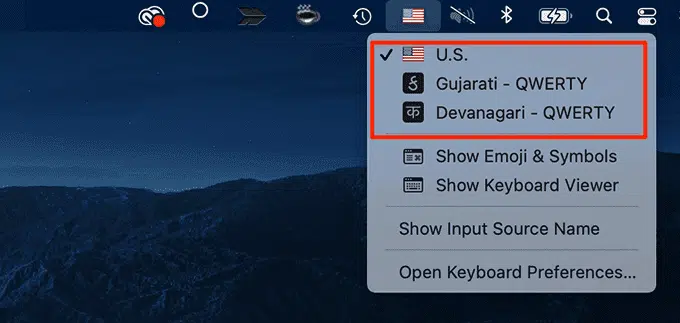 U.S.
ક Gujarati - QWERTY
क Devanagari - QWERTY
Show Emoji & Symbols
Show Keyboard Viewer
Show Input Source Name
Open Keyboard Preferences...